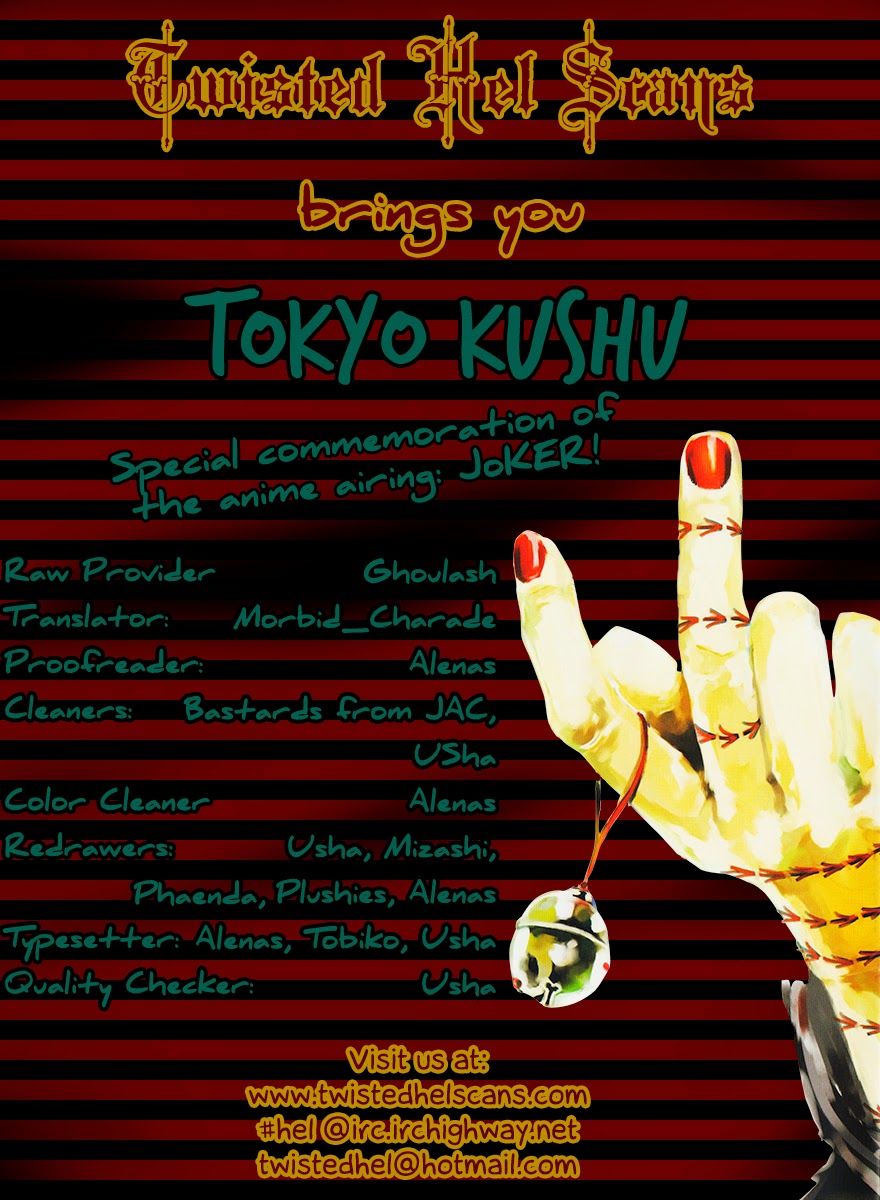 Twisted Hel Scans
brings you
TOKYO KUSHU
Special commemoration of
the anime airing: JoKER!
Raw Provider Ghoulash
Translator: Morbid_Charade
Proofreader: Alenas
Cleaners: Bastards from JAC,
USha
Color Cleaner Alenas
Redrawers: Usha, Mizashi,
Phaenda, Plushies, Alenas
Typesetter: Alenas, Tobiko, Usha
Quality Checker: Usha
Visit us at:
www.twistedhelscans.com
#hel @irc.irchighway.net
twistedhel@hotmail.com